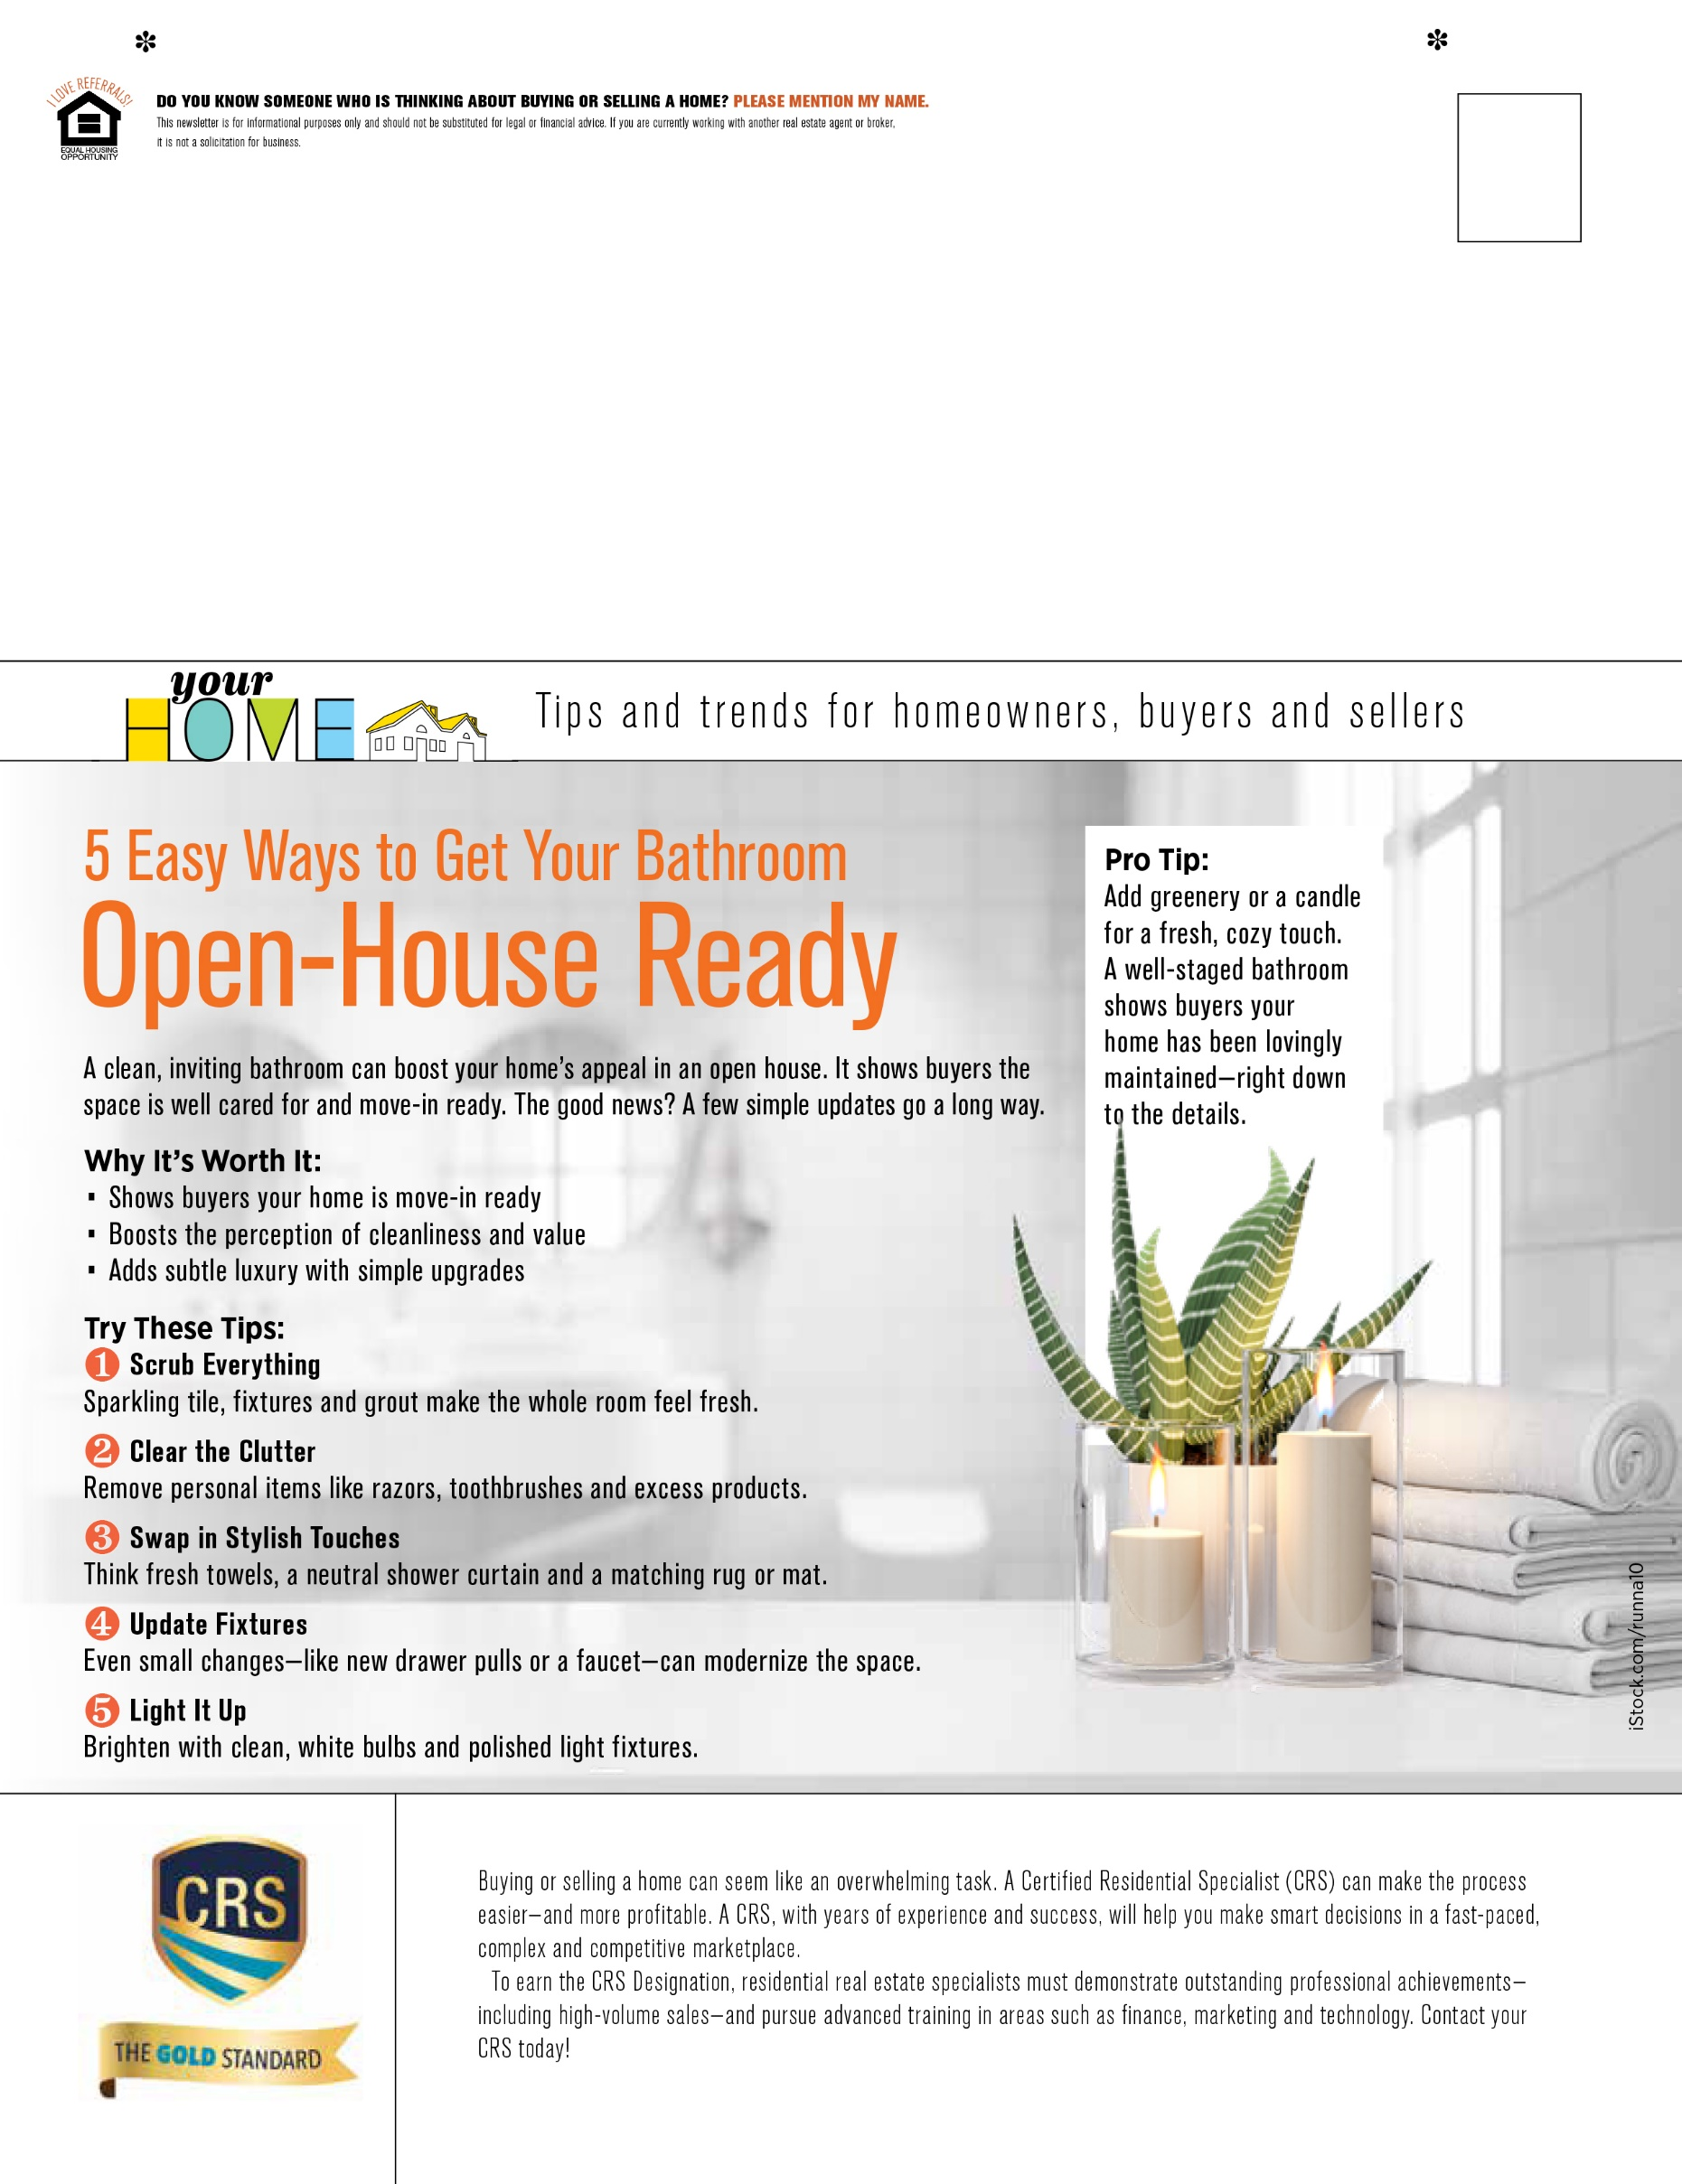 *
*
I LOVE REFERRALS!
EQUAL HOUSING
OPPORTUNITY
DO YOU KNOW SOMEONE WHO IS THINKING ABOUT BUYING OR SELLING A HOME? PLEASE MENTION MY NAME.
This newsletter is for informational purposes only and should not be substituted for legal or financial advice. If you are currently working with another real estate agent or broker,
it is not a solicitation for business.
your
HOME
Tips and trends for homeowners, buyers and sellers
5 Easy Ways to Get Your Bathroom
Open-House Ready
A clean, inviting bathroom can boost your home’s appeal in an open house. It shows buyers the
space is well cared for and move-in ready. The good news? A few simple updates go a long way.
Why It’s Worth It:
▪ Shows buyers your home is move-in ready
▪ Boosts the perception of cleanliness and value
▪ Adds subtle luxury with simple upgrades
Try These Tips:
1 Scrub Everything
Sparkling tile, fixtures and grout make the whole room feel fresh.
2 Clear the Clutter
Remove personal items like razors, toothbrushes and excess products.
3 Swap in Stylish Touches
Think fresh towels, a neutral shower curtain and a matching rug or mat.
4 Update Fixtures
Even small changes—like new drawer pulls or a faucet—can modernize the space.
5 Light It Up
Brighten with clean, white bulbs and polished light fixtures.
Pro Tip:
Add greenery or a candle
for a fresh, cozy touch.
A well-staged bathroom
shows buyers your
home has been lovingly
maintained—right down
to the details.
iStock.com/runna10
CRS
THE GOLD STANDARD
Buying or selling a home can seem like an overwhelming task. A Certified Residential Specialist (CRS) can make the process
easier—and more profitable. A CRS, with years of experience and success, will help you make smart decisions in a fast-paced,
complex and competitive marketplace.
To earn the CRS Designation, residential real estate specialists must demonstrate outstanding professional achievements—
including high-volume sales—and pursue advanced training in areas such as finance, marketing and technology. Contact your
CRS today!